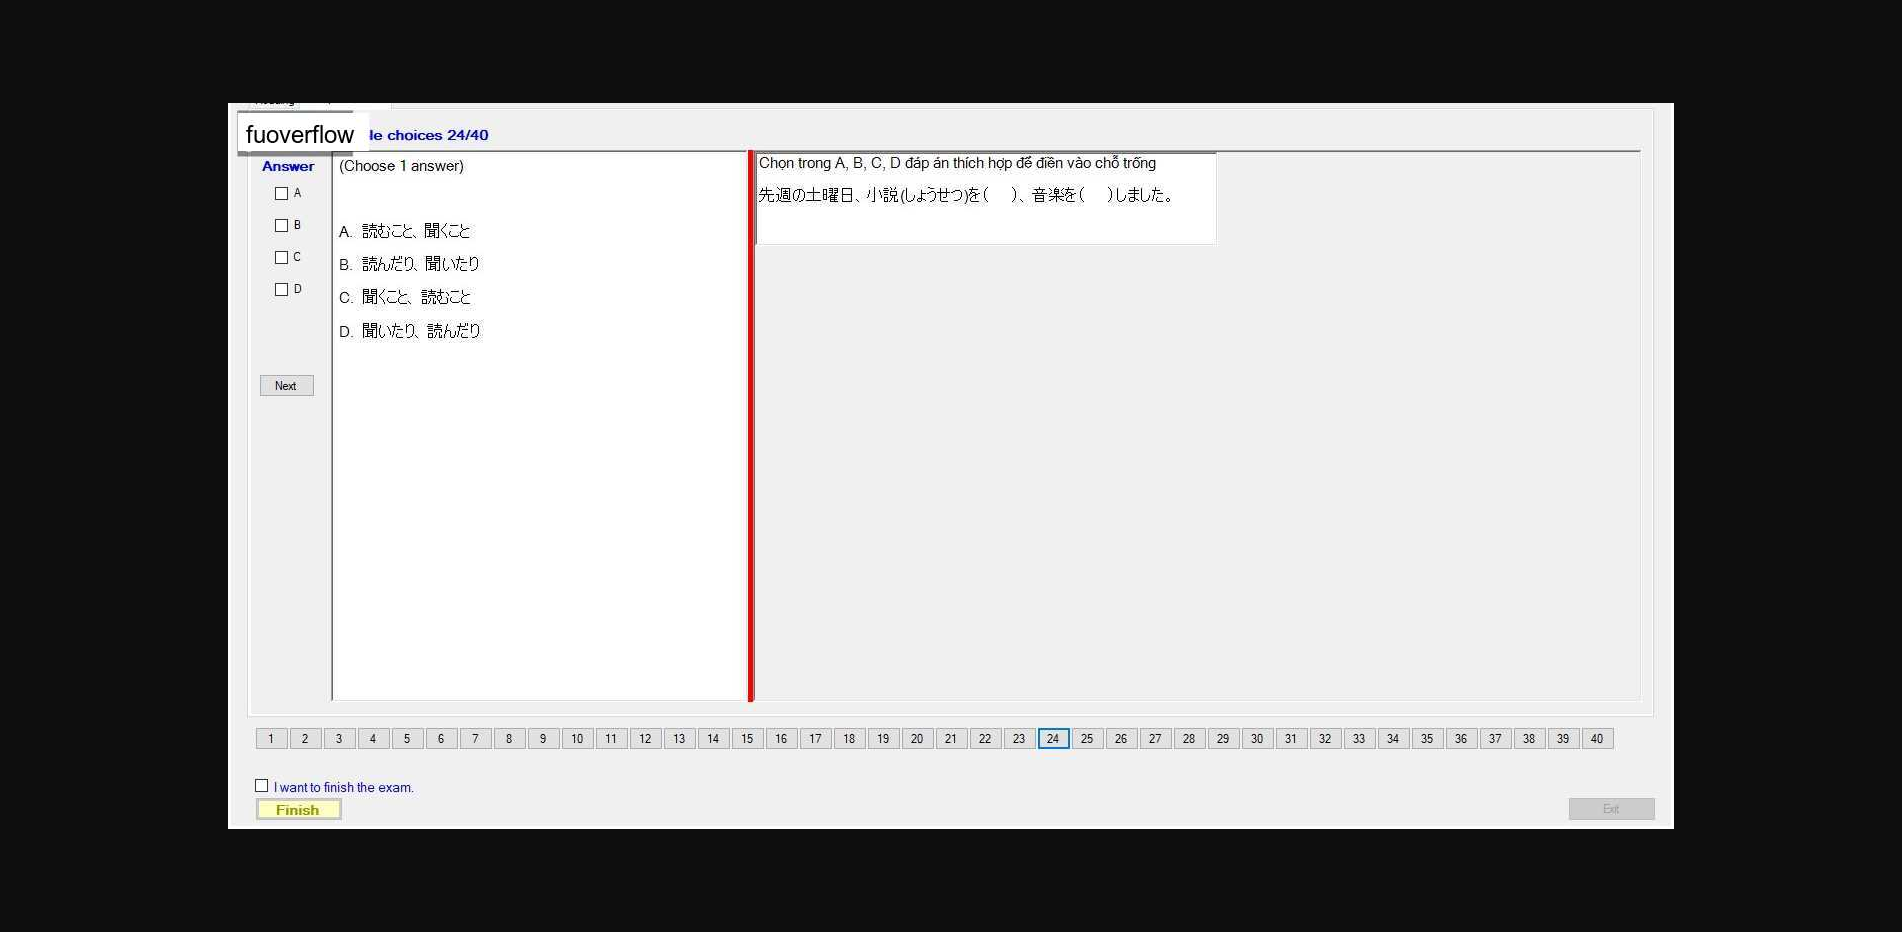 fuoverflow
le choices 24/40
Answer
A
B
C
D
Next
(Choose 1 answer)
A. 読むこと、聞くこと
B. 読んだり、聞いたり
C. 聞くこと、読むこと
D. 聞いたり、読んだり
Chọn trong A, B, C, D đáp án thích hợp để điền vào chỗ trống
先週の土曜日、小説(しょうせつ)を( )、音楽を( )しました。
1 2 3 4 5 6 7 8 9 10 11 12 13 14 15 16 17 18 19 20 21 22 23 24 25 26 27 28 29 30 31 32 33 34 35 36 37 38 39 40
I want to finish the exam.
Finish
Exit